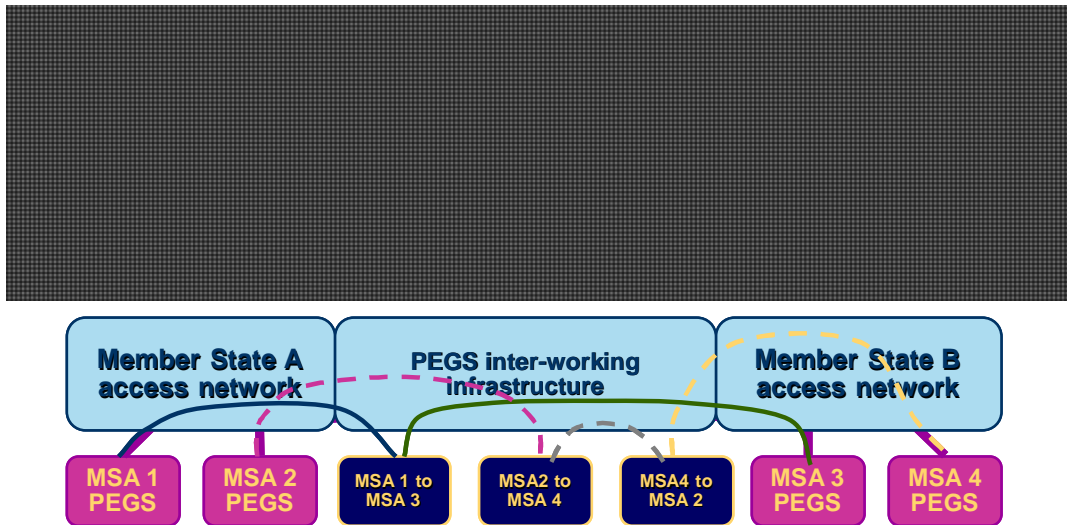 Member State A
access network
PEGS inter-working
infrastructure
Member State B
access network
MSA 1
PEGS
MSA 2
PEGS
MSA 1 to
MSA 3
MSA2 to
MSA 4
MSA4 to
MSA 2
MSA 3
PEGS
MSA 4
PEGS